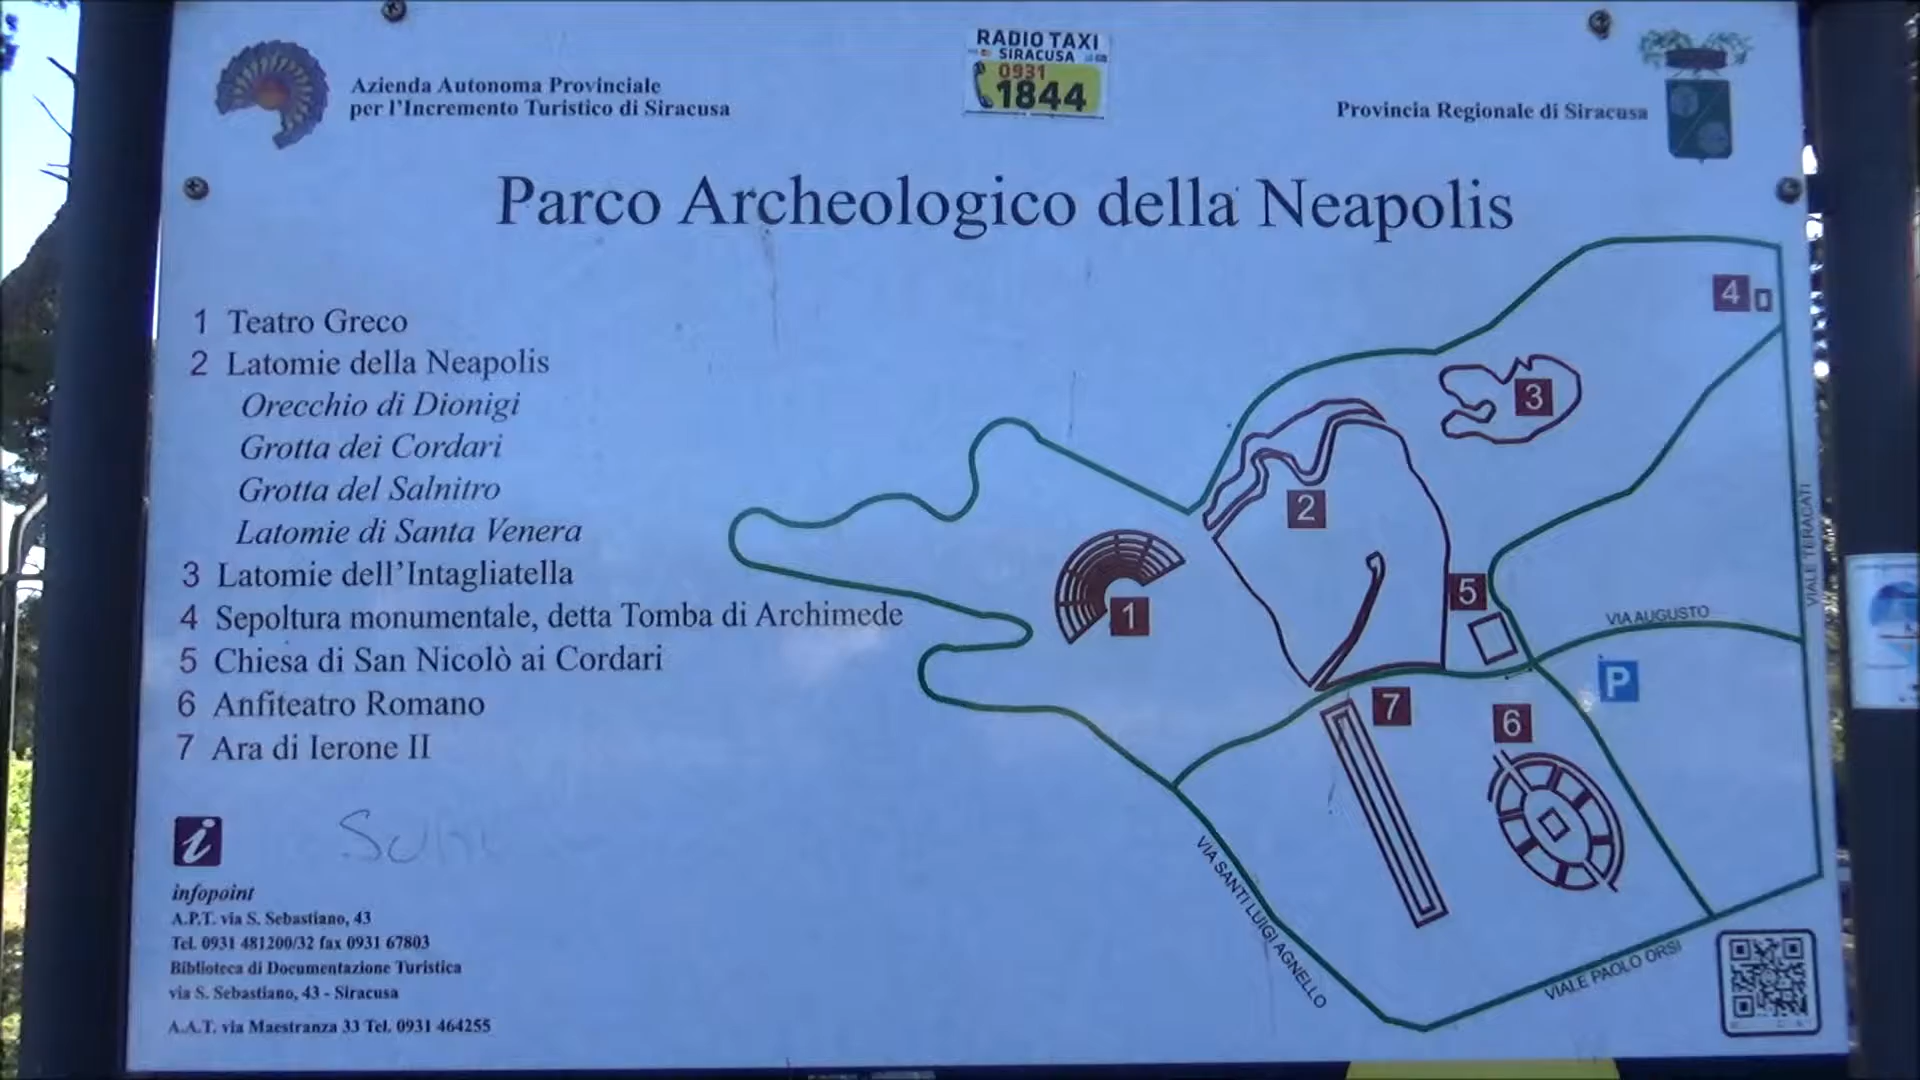 RADIO TAXI
SIRACUSA
0931
1844
Azienda Autonoma Provinciale
per l'Incremento Turistico di Siracusa
Provincia Regionale di Siracusa
Parco Archeologico della Neapolis
1 Teatro Greco
2 Latomie della Neapolis
Orecchio di Dionigi
Grotta dei Cordari
Grotta del Salnitro
Latomie di Santa Venera
3 Latomie dell'Intagliatella
4 Sepoltura monumentale, detta Tomba di Archimede
5 Chiesa di San Nicolò ai Cordari
6 Anfiteatro Romano
7 Ara di Ierone II
i
infopoint
A.P.T. via S. Sebastiano, 43
Tel. 0931 481200/32 fax 0931 67803
Biblioteca di Documentazione Turistica
via S. Sebastiano, 43 - Siracusa
A.A.T. via Maestranza 33 Tel. 0931 464255
4
3
2
1
5
7
6
P
VIALE TERACATI
VIA AUGUSTO
VIA SANTI LUIGI AGNELLO
VIALE PAOLO ORSI